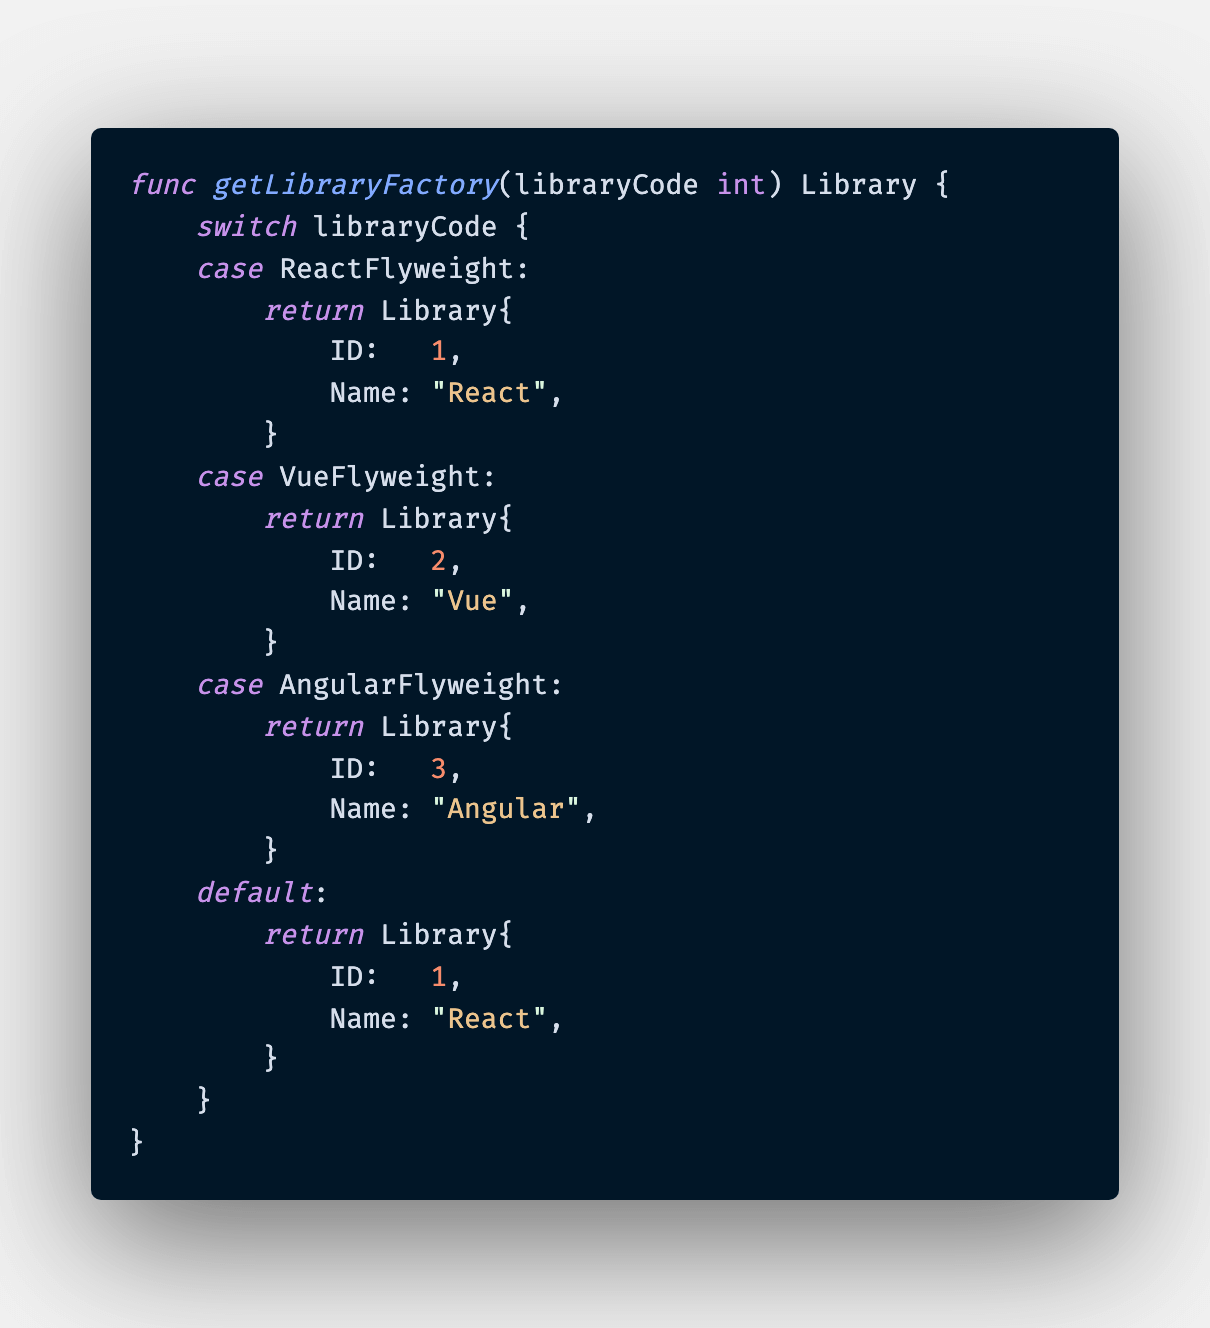 func getLibraryFactory(libraryCode int) Library {
    switch libraryCode {
    case ReactFlyweight:
        return Library{
            ID:   1,
            Name: "React",
        }
    case VueFlyweight:
        return Library{
            ID:   2,
            Name: "Vue",
        }
    case AngularFlyweight:
        return Library{
            ID:   3,
            Name: "Angular",
        }
    default:
        return Library{
            ID:   1,
            Name: "React",
        }
    }
}